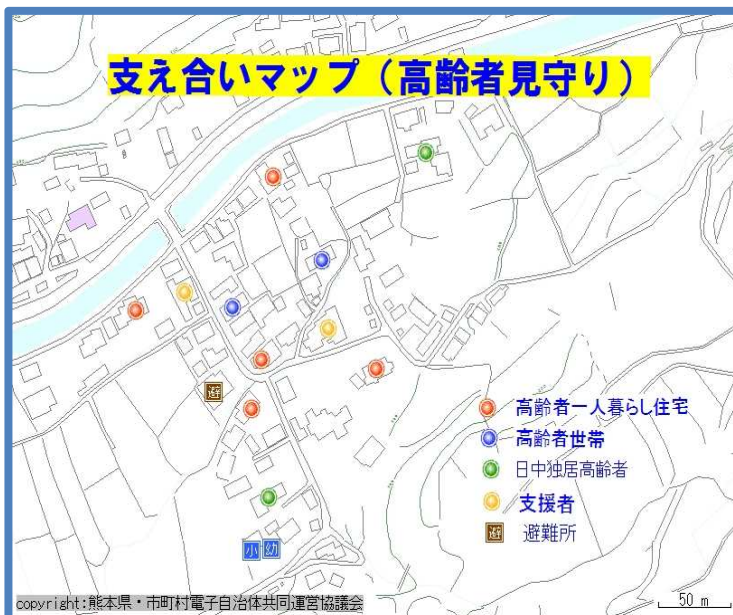 支え合いマップ（高齢者見守り）
避
高齢者一人暮らし住宅
高齢者世帯
日中独居高齢者
支援者
避 避難所
小 幼
copyright:熊本県・市町村電子自治体共同運営協議会
50 m